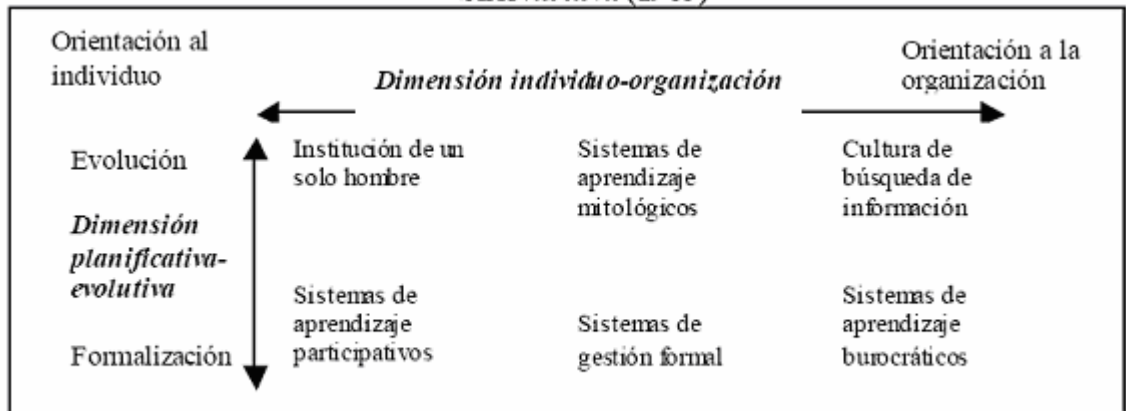 Orientación al
individuo
Orientación a la
organización
Dimensión individuo-organización
Evolución
Institución de un
solo hombre
Sistemas de
aprendizaje
mitológicos
Cultura de
búsqueda de
información
Dimensión
planificativa-
evolutiva
Formalización
Sistemas de
aprendizaje
participativos
Sistemas de
gestión formal
Sistemas de
aprendizaje
burocráticos